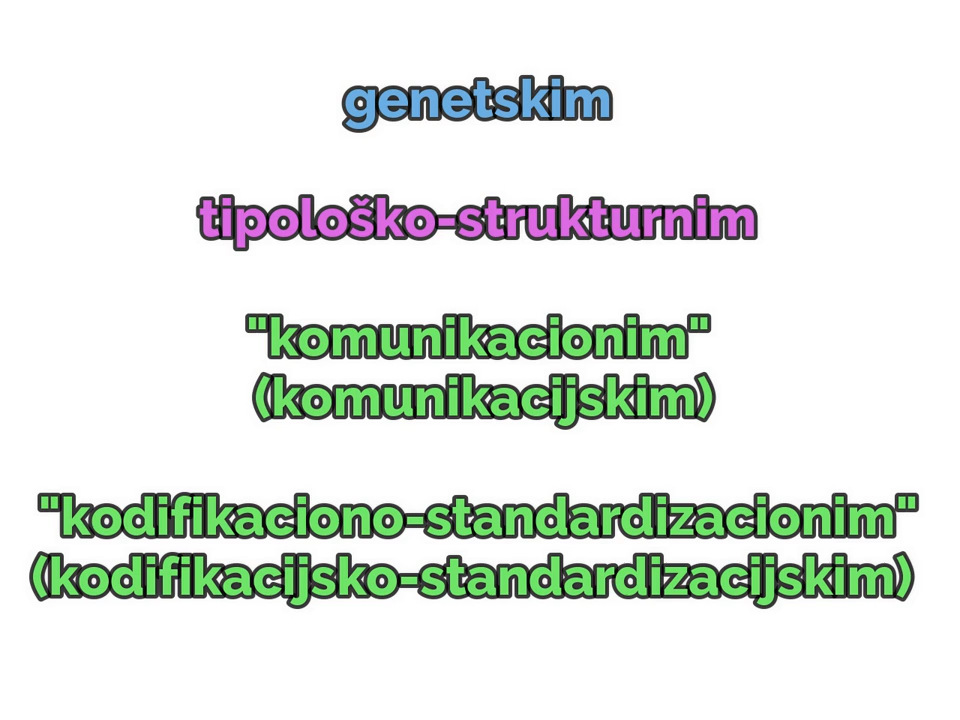 genetskim
tipološko-strukturnim
"komunikacionim"
(komunikacijskim)
"kodifikaciono-standardizacionim"
(kodifikacijsko-standardizacijskim)